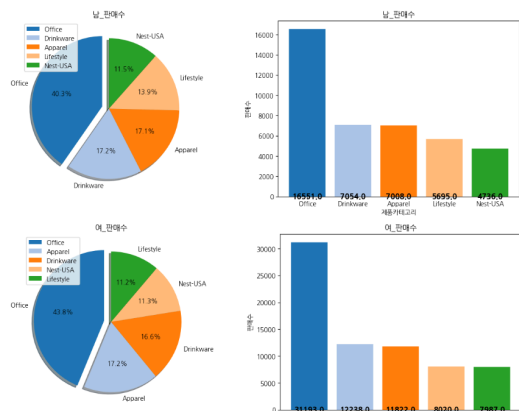 남_판매수
Office
Drinkware
Apparel
Lifestyle
Nest-USA
Nest-USA
11.5%
Lifestyle
13.9%
Office
40.3%
17.1%
Apparel
17.2%
Drinkware
남_판매수
16000
14000
12000
10000
8000
6000
4000
2000
0
판매수
16551.0
7054.0
7008.0
5695.0
4736.0
Office
Drinkware
Apparel
Lifestyle
Nest-USA
제품카테고리
여_판매수
Office
Apparel
Drinkware
Nest-USA
Lifestyle
Lifestyle
11.2%
Nest-USA
11.3%
Office
43.8%
16.6%
Drinkware
17.2%
Apparel
여_판매수
30000
25000
20000
15000
10000
5000
0
판매수
31193.0
12238.0
11822.0
8020.0
7987.0